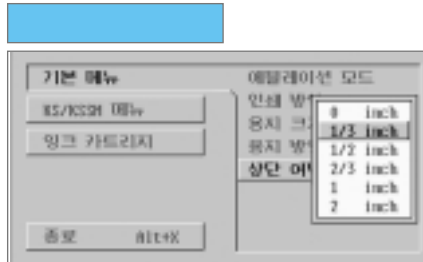 기본 메뉴
KS/KSSM 메뉴
잉크 카트리지
종료 Alt+X
에뮬레이션 모드
인쇄 방
용지 크
용지 방
상단 여
0 inch
1/3 inch
1/2 inch
2/3 inch
1 inch
2 inch